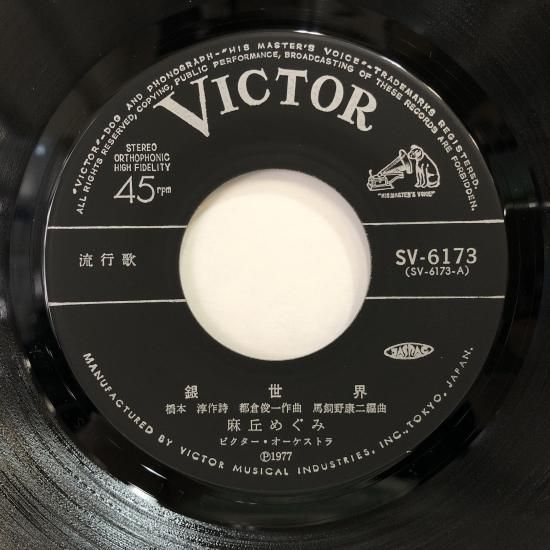 "VICTOR"-DOG AND PHONOGRAPH-"HIS MASTER'S VOICE"-TRADEMARKS REGISTERED.
ALL RIGHTS RESERVED, COPYING, PUBLIC PERFORMANCE, BROADCASTING OF THESE RECORDS ARE FORBIDDEN.
VICTOR
STEREO
ORTHOPHONIC
HIGH FIDELITY
45 rpm
"HIS MASTER'S VOICE"
流行歌
SV-6173
(SV-6173-A)
JASRAC
銀世界
橋本 淳作詩 都倉俊一作曲 馬飼野康二編曲
麻丘めぐみ
ビクター・オーケストラ
Ⓟ1977
MANUFACTURED BY VICTOR MUSICAL INDUSTRIES, INC., TOKYO, JAPAN.